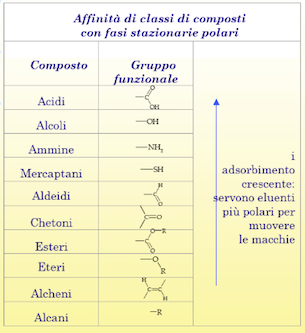 Affinità di classi di composti
con fasi stazionarie polari
Composto
Gruppo
funzionale
Acidi
O
OH
Alcoli
—OH
Ammine
—NH₂
Mercaptani
—SH
Aldeidi
H
O
Chetoni
O
Esteri
O—R
O
Eteri
O
R
Alcheni
H
C=C
H
Alcani
—R
i
adsorbimento
crescente:
servono eluenti
più polari per
muovere
le macchie